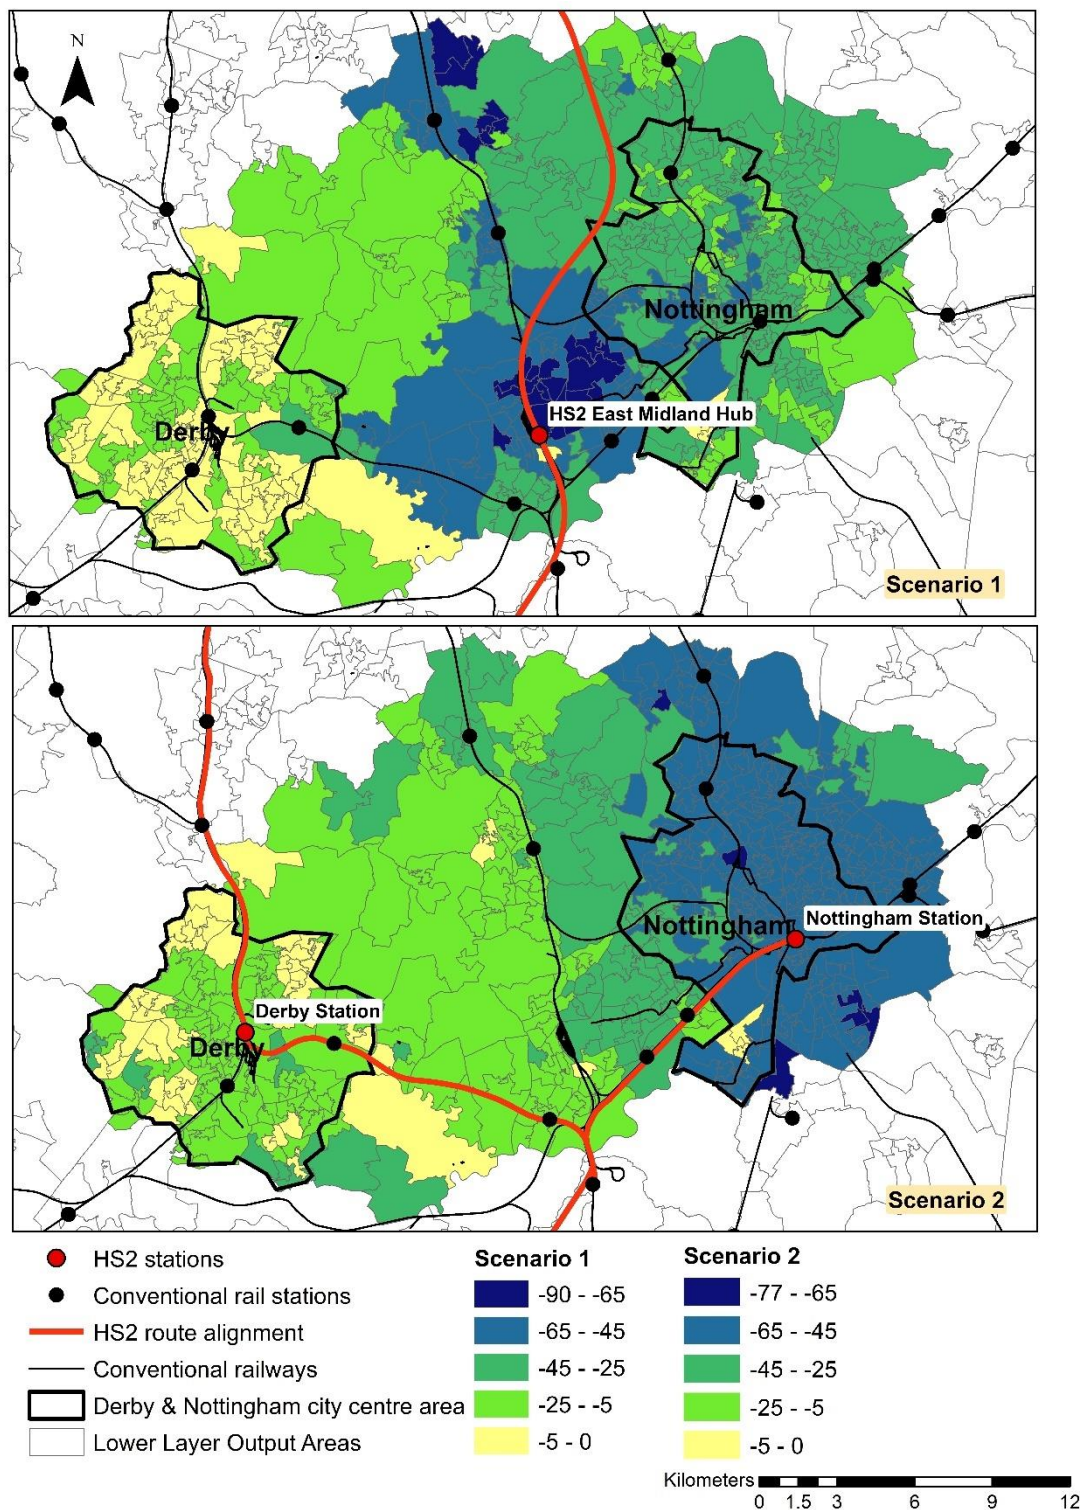 N
Nottingham
HS2 East Midland Hub
Derby
Scenario 1
Nottingham Station
Nottingham
Derby Station
Derby
Scenario 2
HS2 stations
Conventional rail stations
HS2 route alignment
Conventional railways
Derby & Nottingham city centre area
Lower Layer Output Areas
Scenario 1
-90 - -65
-65 - -45
-45 - -25
-25 - -5
-5 - 0
Scenario 2
-77 - -65
-65 - -45
-45 - -25
-25 - -5
-5 - 0
Kilometers
0 1.5 3 6 9 12